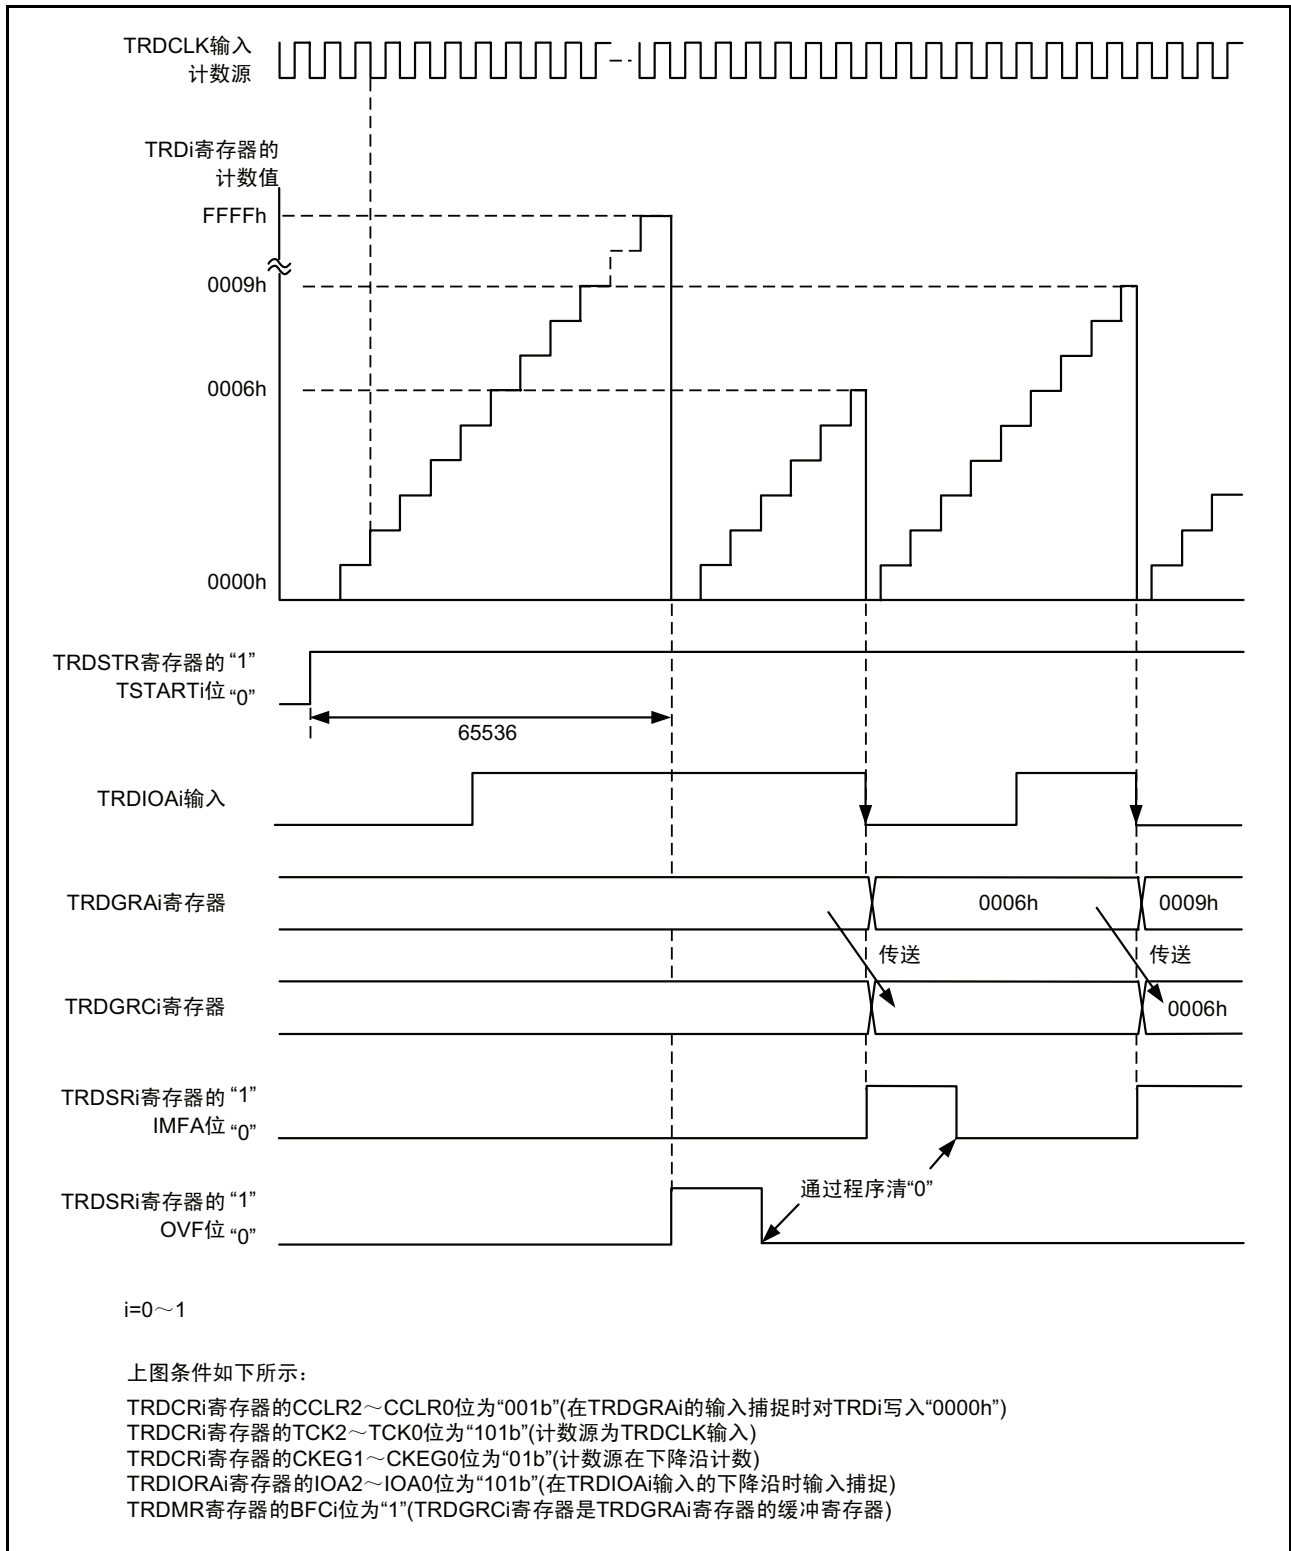 TRDCLK输入
计数源
TRDi寄存器的
计数值
FFFFh
0009h
0006h
0000h
TRDSTR寄存器的 “1”
TSTARTi位 “0”
65536
TRDIOAi输入
TRDGRAi寄存器
0006h
0009h
传送
传送
TRDGRCi寄存器
0006h
TRDSRi寄存器的 “1”
IMFA位 “0”
通过程序清“0”
TRDSRi寄存器的 “1”
OVF位 “0”
i=0～1
上图条件如下所示：
TRDCRi寄存器的CCLR2～CCLR0位为“001b”(在TRDGRAi的输入捕捉时对TRDi写入“0000h”)
TRDCRi寄存器的TCK2～TCK0位为“101b”(计数源为TRDCLK输入)
TRDCRi寄存器的CKEG1～CKEG0位为“01b”(计数源在下降沿计数)
TRDIORAi寄存器的IOA2～IOA0位为“101b”(在TRDIOAi输入的下降沿时输入捕捉)
TRDMR寄存器的BFCi位为“1”(TRDGRCi寄存器是TRDGRAi寄存器的缓冲寄存器)